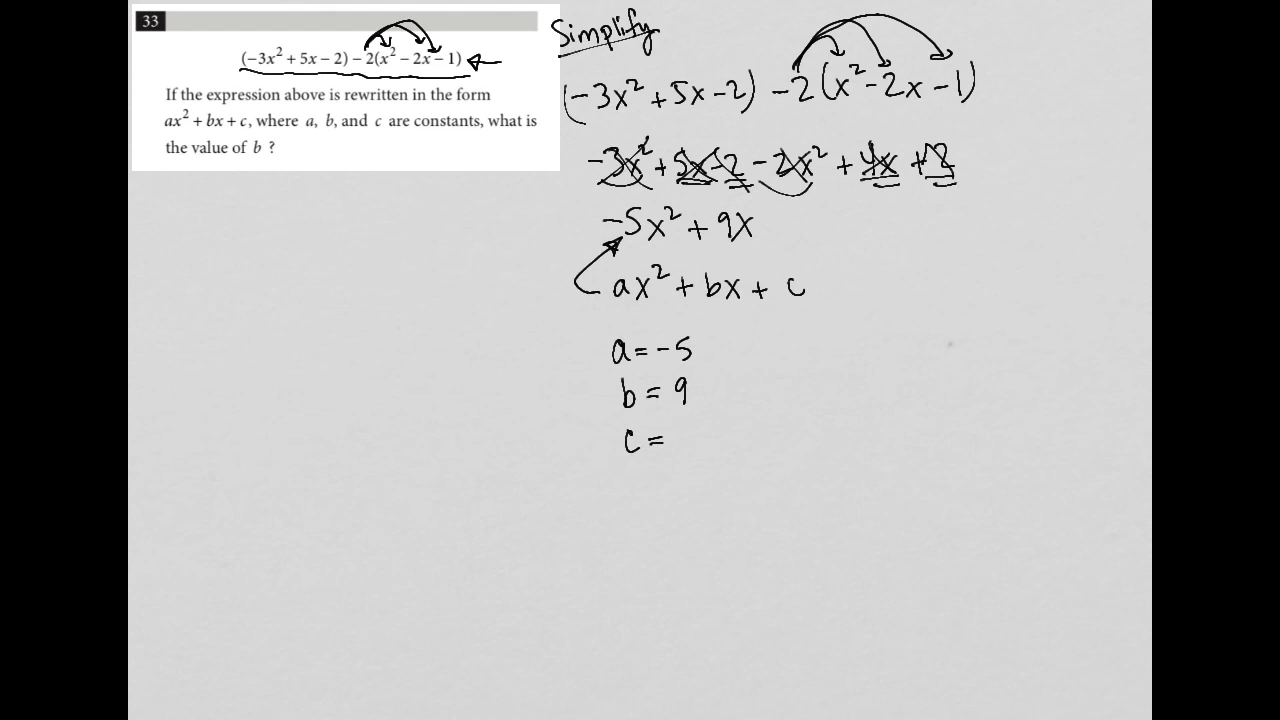 33
(−3x² + 5x − 2) − 2(x² − 2x − 1)
If the expression above is rewritten in the form
ax² + bx + c, where a, b, and c are constants, what is
the value of b ?
Simplify
(−3x² + 5x − 2) − 2(x² − 2x − 1)
−3x² + 5x − 2 − 2x² + 4x + 2
−5x² + 9x
ax² + bx + c
a = −5
b = 9
c =